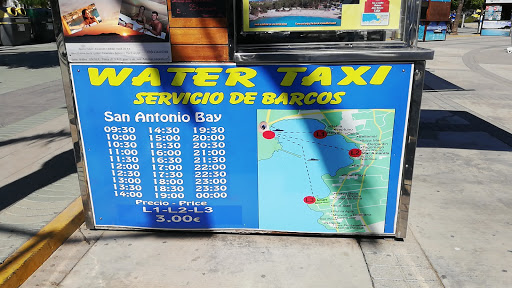 WATER TAXI
SERVICIO DE BARCOS
San Antonio Bay
09:30 14:30 19:30
10:00 15:00 20:00
10:30 15:30 20:30
11:00 16:00 21:00
11:30 16:30 21:30
12:00 17:00 22:00
12:30 17:30 22:30
13:00 18:00 23:00
13:30 18:30 23:30
14:00 19:00 00:00
Precio - Price
L1-L2-L3
3.00€